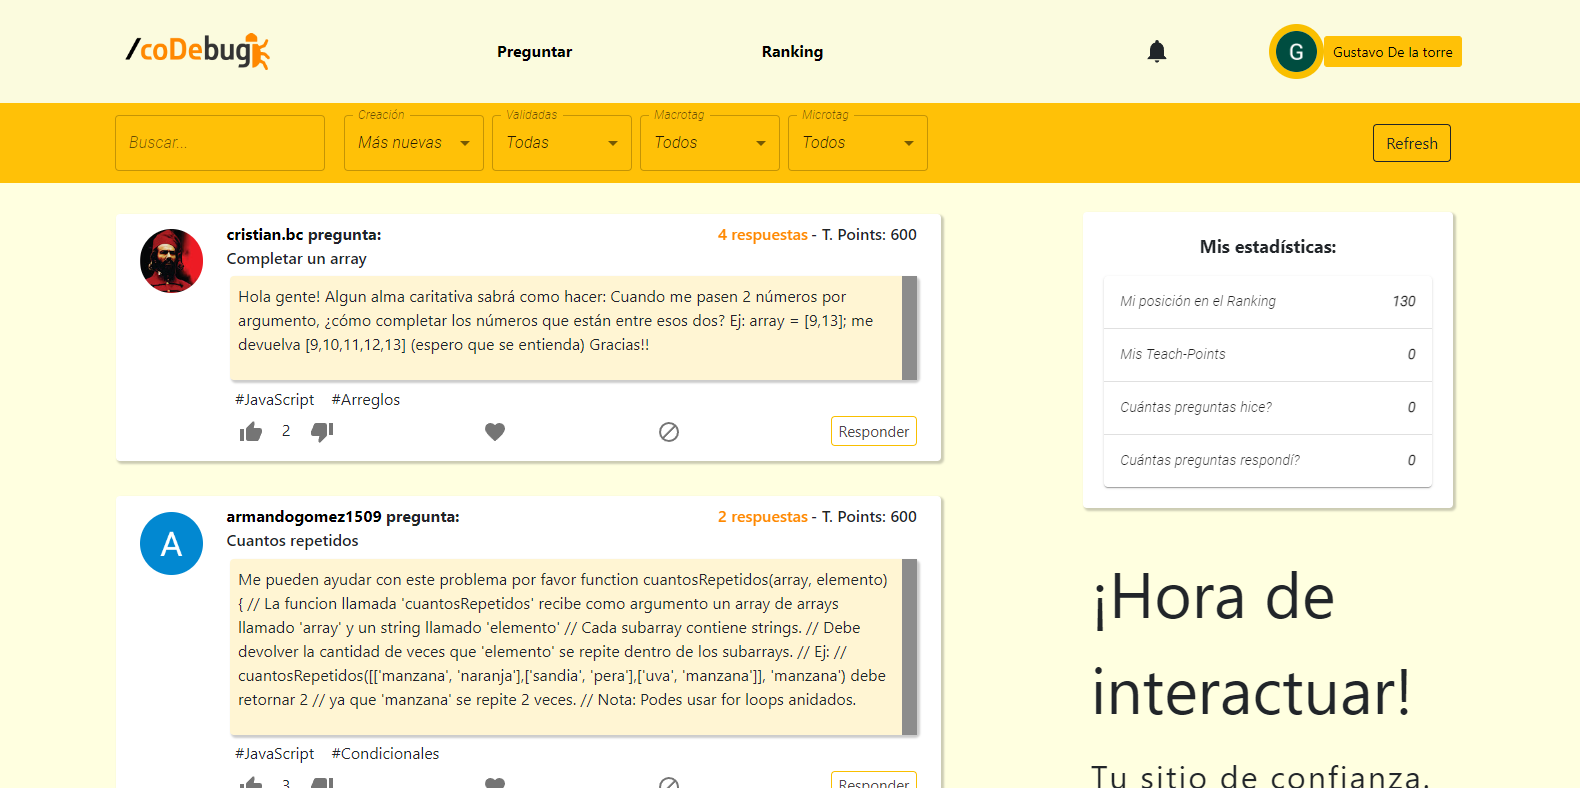 /coDebug
Preguntar
Ranking
G
Gustavo De la torre
Buscar...
Creación
Más nuevas
Validadas
Todas
Macrotag
Todos
Microtag
Todos
Refresh
cristian.bc pregunta:
4 respuestas - T. Points: 600
Completar un array
Hola gente! Algun alma caritativa sabrá como hacer: Cuando me pasen 2 números por
argumento, ¿cómo completar los números que están entre esos dos? Ej: array = [9,13]; me
devuelva [9,10,11,12,13] (espero que se entienda) Gracias!!
#JavaScript #Arreglos
2
Responder
A
armandogomez1509 pregunta:
2 respuestas - T. Points: 600
Cuantos repetidos
Me pueden ayudar con este problema por favor function cuantosRepetidos(array, elemento)
{ // La funcion llamada 'cuantosRepetidos' recibe como argumento un array de arrays
llamado 'array' y un string llamado 'elemento' // Cada subarray contiene strings. // Debe
devolver la cantidad de veces que 'elemento' se repite dentro de los subarrays. // Ej: //
cuantosRepetidos([['manzana', 'naranja'],['sandia', 'pera'],['uva', 'manzana']], 'manzana') debe
retornar 2 // ya que 'manzana' se repite 2 veces. // Nota: Podes usar for loops anidados.
#JavaScript #Condicionales
3
Responder
Mis estadísticas:
Mi posición en el Ranking 130
Mis Teach-Points 0
Cuántas preguntas hice? 0
Cuántas preguntas respondí? 0
¡Hora de
interactuar!
Tu sitio de confianza.